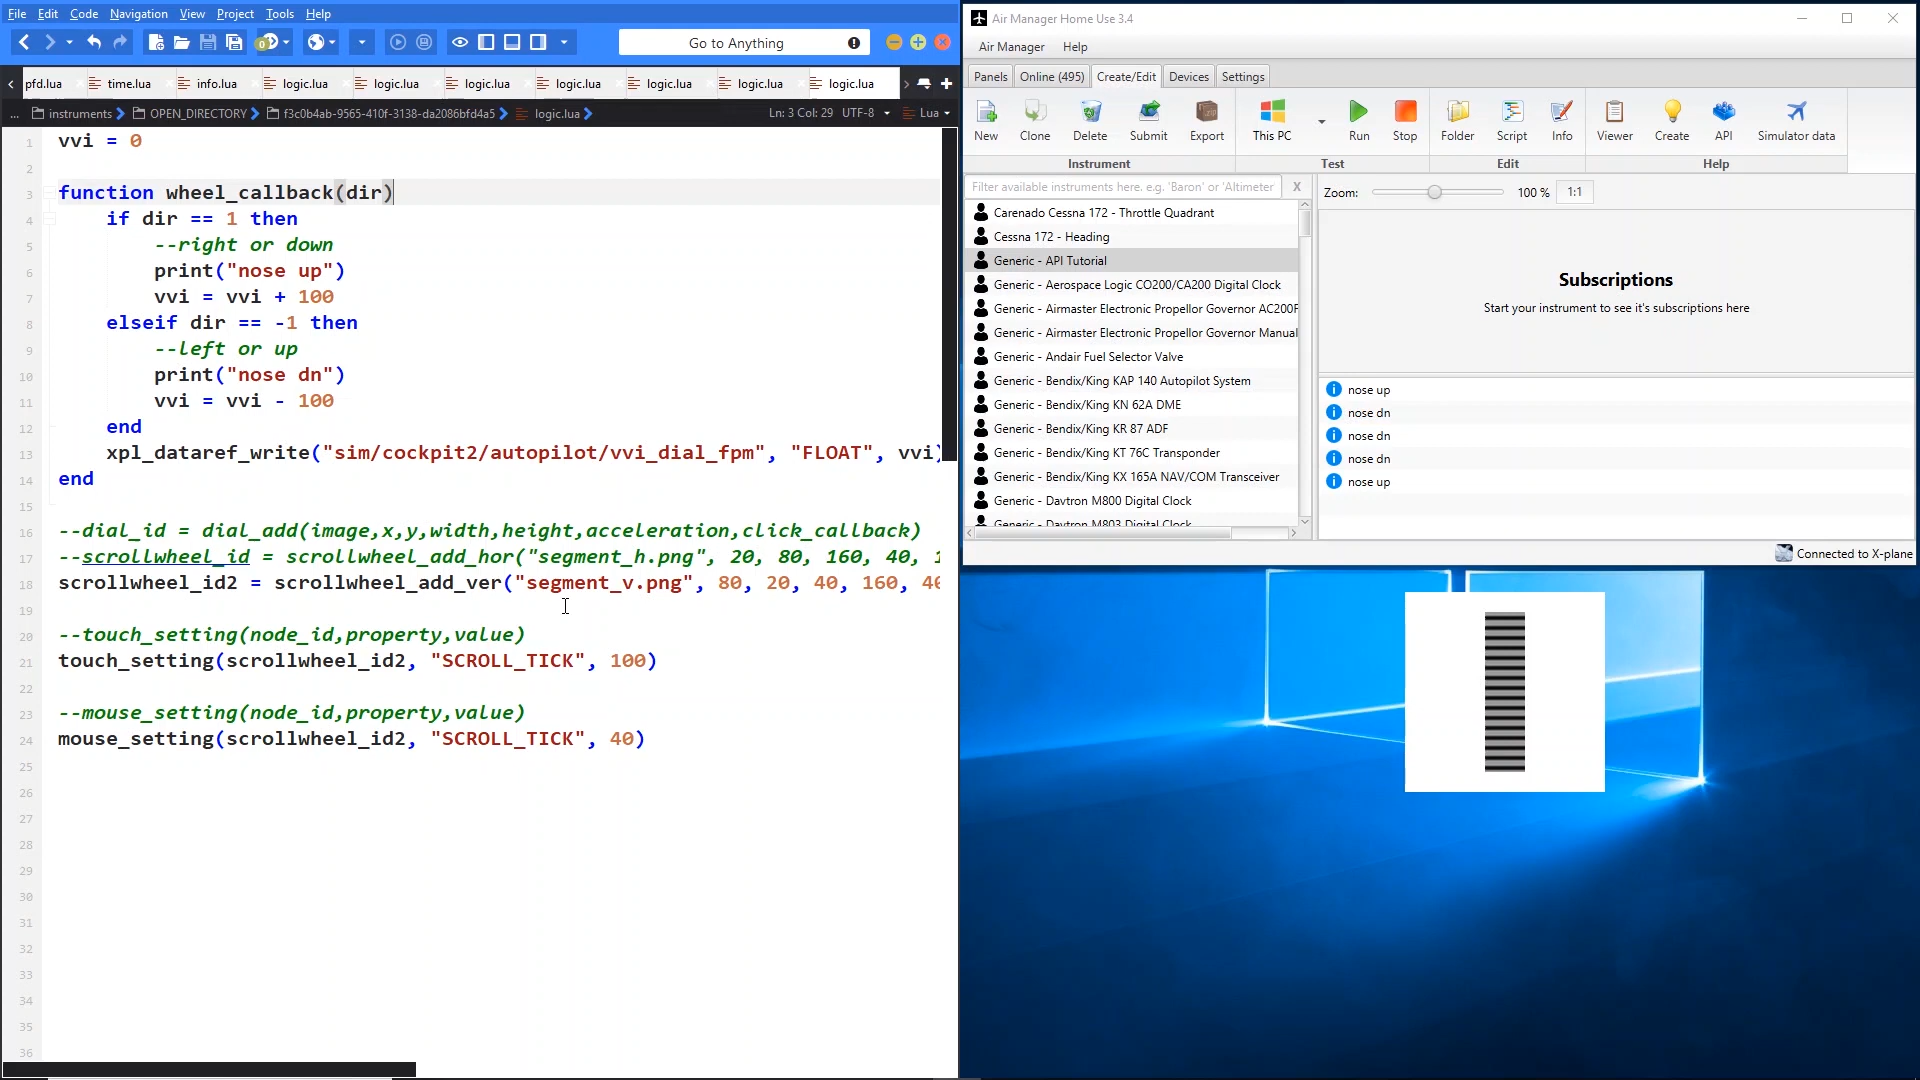 File Edit Code Navigation View Project Tools Help
Go to Anything
pfd.lua time.lua info.lua logic.lua logic.lua logic.lua logic.lua logic.lua logic.lua logic.lua
... instruments OPEN_DIRECTORY f3c0b4ab-9565-410f-3138-da2086bfd4a5 logic.lua Ln: 3 Col: 29 UTF-8 Lua
1 vvi = 0
2
3 function wheel_callback(dir)
4 if dir == 1 then
5 --right or down
6 print("nose up")
7 vvi = vvi + 100
8 elseif dir == -1 then
9 --left or up
10 print("nose dn")
11 vvi = vvi - 100
12 end
13 xpl_dataref_write("sim/cockpit2/autopilot/vvi_dial_fpm", "FLOAT", vvi)
14 end
15
16 --dial_id = dial_add(image,x,y,width,height,acceleration,click_callback)
17 --scrollwheel_id = scrollwheel_add_hor("segment_h.png", 20, 80, 160, 40, 1
18 scrollwheel_id2 = scrollwheel_add_ver("segment_v.png", 80, 20, 40, 160, 40
19
20 --touch_setting(node_id,property,value)
21 touch_setting(scrollwheel_id2, "SCROLL_TICK", 100)
22
23 --mouse_setting(node_id,property,value)
24 mouse_setting(scrollwheel_id2, "SCROLL_TICK", 40)
25
26
27
28
29
30
31
32
33
34
35
36
Air Manager Home Use 3.4
Air Manager Help
Panels Online (495) Create/Edit Devices Settings
New Clone Delete Submit Export This PC Run Stop Folder Script Info Viewer Create API Simulator data
Instrument Test Edit Help
Filter available instruments here. e.g. 'Baron' or 'Altimeter X
Zoom: 100 % 1:1
Carenado Cessna 172 - Throttle Quadrant
Cessna 172 - Heading
Generic - API Tutorial
Generic - Aerospace Logic CO200/CA200 Digital Clock
Generic - Airmaster Electronic Propellor Governor AC200F
Generic - Airmaster Electronic Propellor Governor Manual
Generic - Andair Fuel Selector Valve
Generic - Bendix/King KAP 140 Autopilot System
Generic - Bendix/King KN 62A DME
Generic - Bendix/King KR 87 ADF
Generic - Bendix/King KT 76C Transponder
Generic - Bendix/King KX 165A NAV/COM Transceiver
Generic - Davtron M800 Digital Clock
Generic - Davtron M803 Digital Clock
Subscriptions
Start your instrument to see it's subscriptions here
nose up
nose dn
nose dn
nose dn
nose up
Connected to X-plane